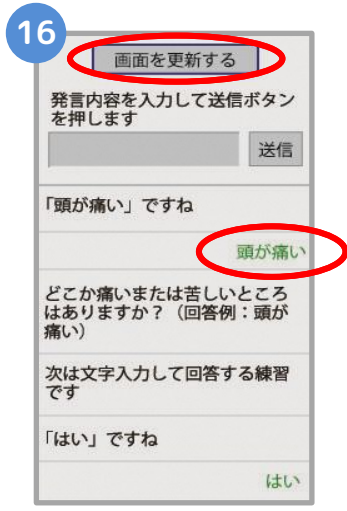 16
画面を更新する
発言内容を入力して送信ボタン
を押します
送信
「頭が痛い」ですね
頭が痛い
どこか痛いまたは苦しいところ
はありますか？（回答例：頭が
痛い）
次は文字入力して回答する練習
です
「はい」ですね
はい